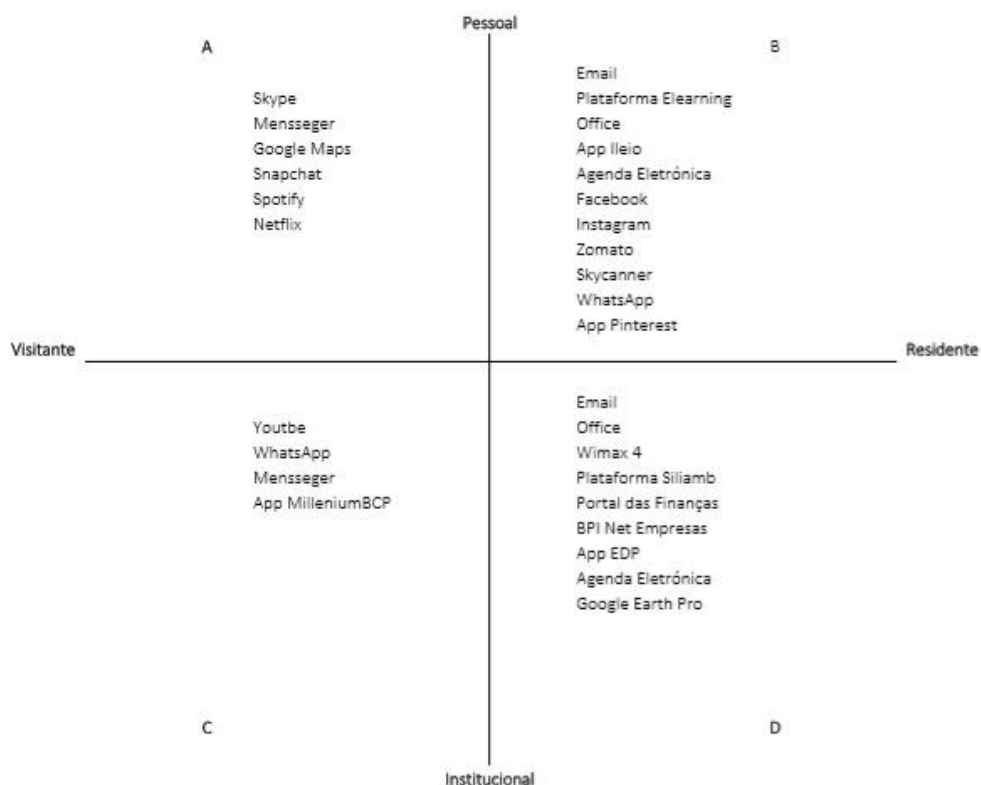 Pessoal
A
B
Skype
Mensseger
Google Maps
Snapchat
Spotify
Netflix
Email
Plataforma Elearning
Office
App Ileio
Agenda Eletrónica
Facebook
Instagram
Zomato
Skycanner
WhatsApp
App Pinterest
Visitante
Residente
Youtbe
WhatsApp
Mensseger
App MilleniumBCP
Email
Office
Wimax 4
Plataforma Siliamb
Portal das Finanças
BPI Net Empresas
App EDP
Agenda Eletrónica
Google Earth Pro
C
D
Institucional